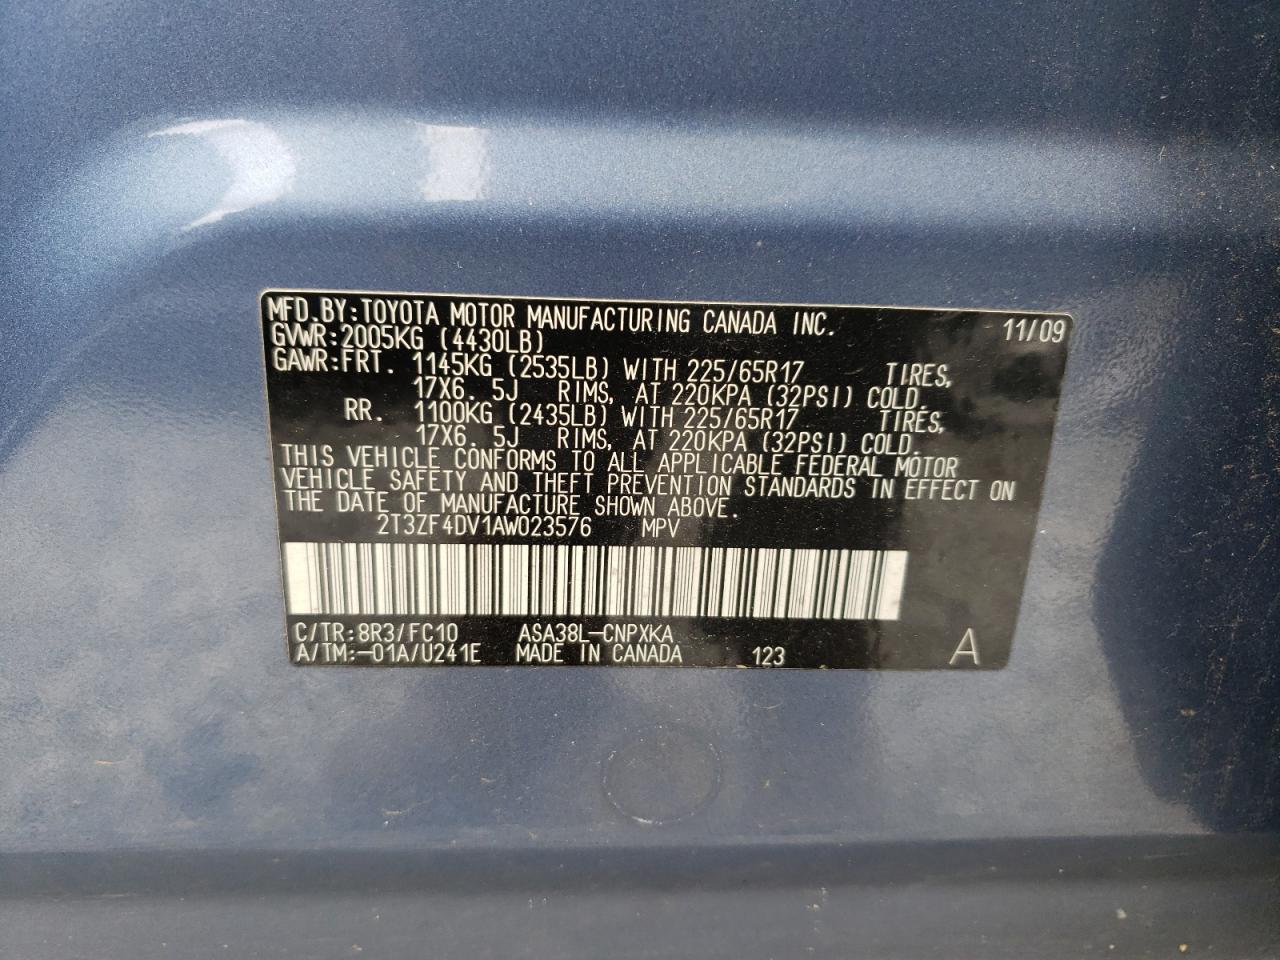 MFD.BY:TOYOTA MOTOR MANUFACTURING CANADA INC. 11/09
GVWR:2005KG (4430LB)
GAWR:FRT. 1145KG (2535LB) WITH 225/65R17 TIRES,
17X6. 5J RIMS, AT 220KPA (32PSI) COLD.
RR. 1100KG (2435LB) WITH 225/65R17 TIRES,
17X6. 5J RIMS, AT 220KPA (32PSI) COLD.
THIS VEHICLE CONFORMS TO ALL APPLICABLE FEDERAL MOTOR
VEHICLE SAFETY AND THEFT PREVENTION STANDARDS IN EFFECT ON
THE DATE OF MANUFACTURE SHOWN ABOVE.
2T3ZF4DV1AW023576 MPV
C/TR:8R3/FC10 ASA38L-CNPXKA
A/TM:-01A/U241E MADE IN CANADA 123 A